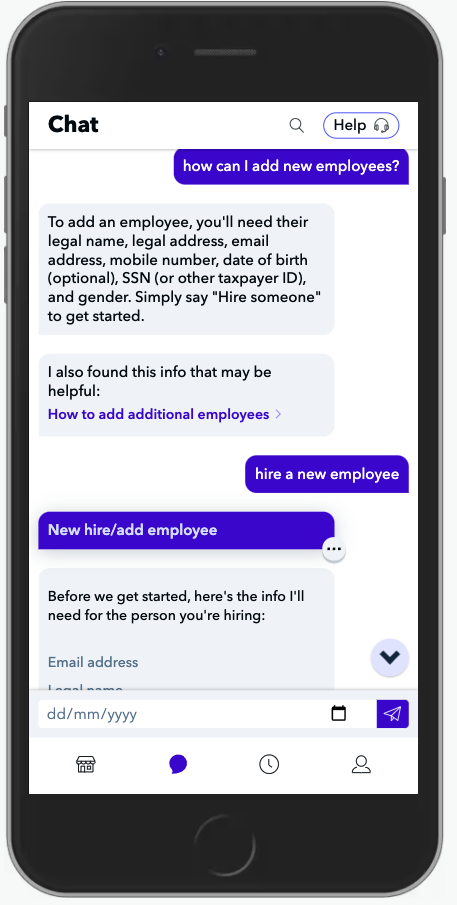 Chat
Help
how can I add new employees?
To add an employee, you'll need their
legal name, legal address, email
address, mobile number, date of birth
(optional), SSN (or other taxpayer ID),
and gender. Simply say "Hire someone"
to get started.
I also found this info that may be
helpful:
How to add additional employees
hire a new employee
New hire/add employee
Before we get started, here's the info I'll
need for the person you're hiring:
Email address
Legal name
dd/mm/yyyy